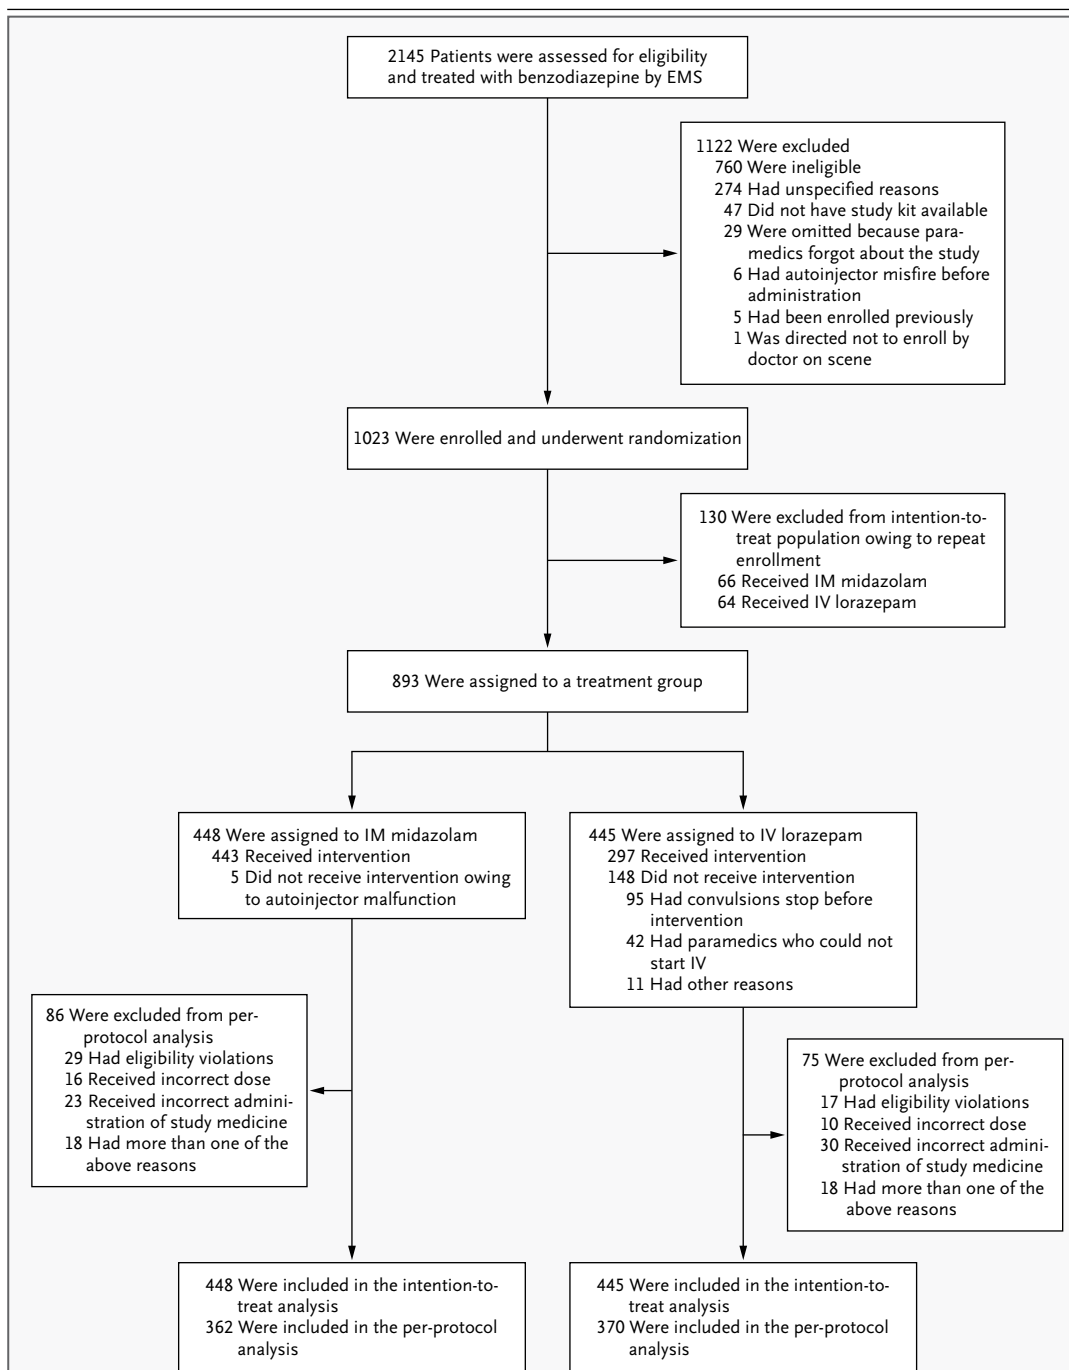 2145 Patients were assessed for eligibility
and treated with benzodiazepine by EMS
1122 Were excluded
760 Were ineligible
274 Had unspecified reasons
47 Did not have study kit available
29 Were omitted because para-
medics forgot about the study
6 Had autoinjector misfire before
administration
5 Had been enrolled previously
1 Was directed not to enroll by
doctor on scene
1023 Were enrolled and underwent randomization
130 Were excluded from intention-to-
treat population owing to repeat
enrollment
66 Received IM midazolam
64 Received IV lorazepam
893 Were assigned to a treatment group
448 Were assigned to IM midazolam
443 Received intervention
5 Did not receive intervention owing
to autoinjector malfunction
445 Were assigned to IV lorazepam
297 Received intervention
148 Did not receive intervention
95 Had convulsions stop before
intervention
42 Had paramedics who could not
start IV
11 Had other reasons
86 Were excluded from per-
protocol analysis
29 Had eligibility violations
16 Received incorrect dose
23 Received incorrect admini-
stration of study medicine
18 Had more than one of the
above reasons
75 Were excluded from per-
protocol analysis
17 Had eligibility violations
10 Received incorrect dose
30 Received incorrect admini-
stration of study medicine
18 Had more than one of the
above reasons
448 Were included in the intention-to-
treat analysis
362 Were included in the per-protocol
analysis
445 Were included in the intention-to-
treat analysis
370 Were included in the per-protocol
analysis